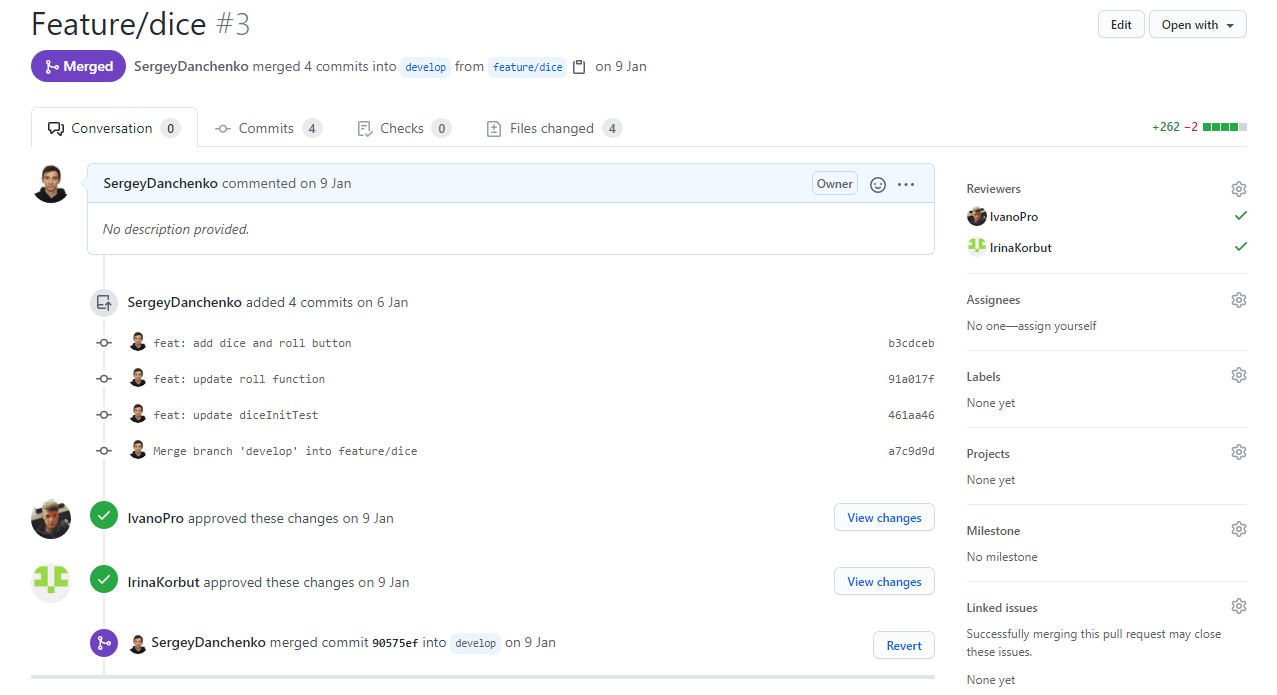 Feature/dice #3
Edit
Open with
Merged
SergeyDanchenko merged 4 commits into develop from feature/dice on 9 Jan
Conversation 0
Commits 4
Checks 0
Files changed 4
+262 −2
SergeyDanchenko commented on 9 Jan
Owner
No description provided.
SergeyDanchenko added 4 commits on 6 Jan
feat: add dice and roll button b3cdceb
feat: update roll function 91a017f
feat: update diceInitTest 461aa46
Merge branch 'develop' into feature/dice a7c9d9d
IvanoPro approved these changes on 9 Jan
View changes
IrinaKorbut approved these changes on 9 Jan
View changes
SergeyDanchenko merged commit 90575ef into develop on 9 Jan
Revert
Reviewers
IvanoPro
IrinaKorbut
Assignees
No one—assign yourself
Labels
None yet
Projects
None yet
Milestone
No milestone
Linked issues
Successfully merging this pull request may close
these issues.
None yet